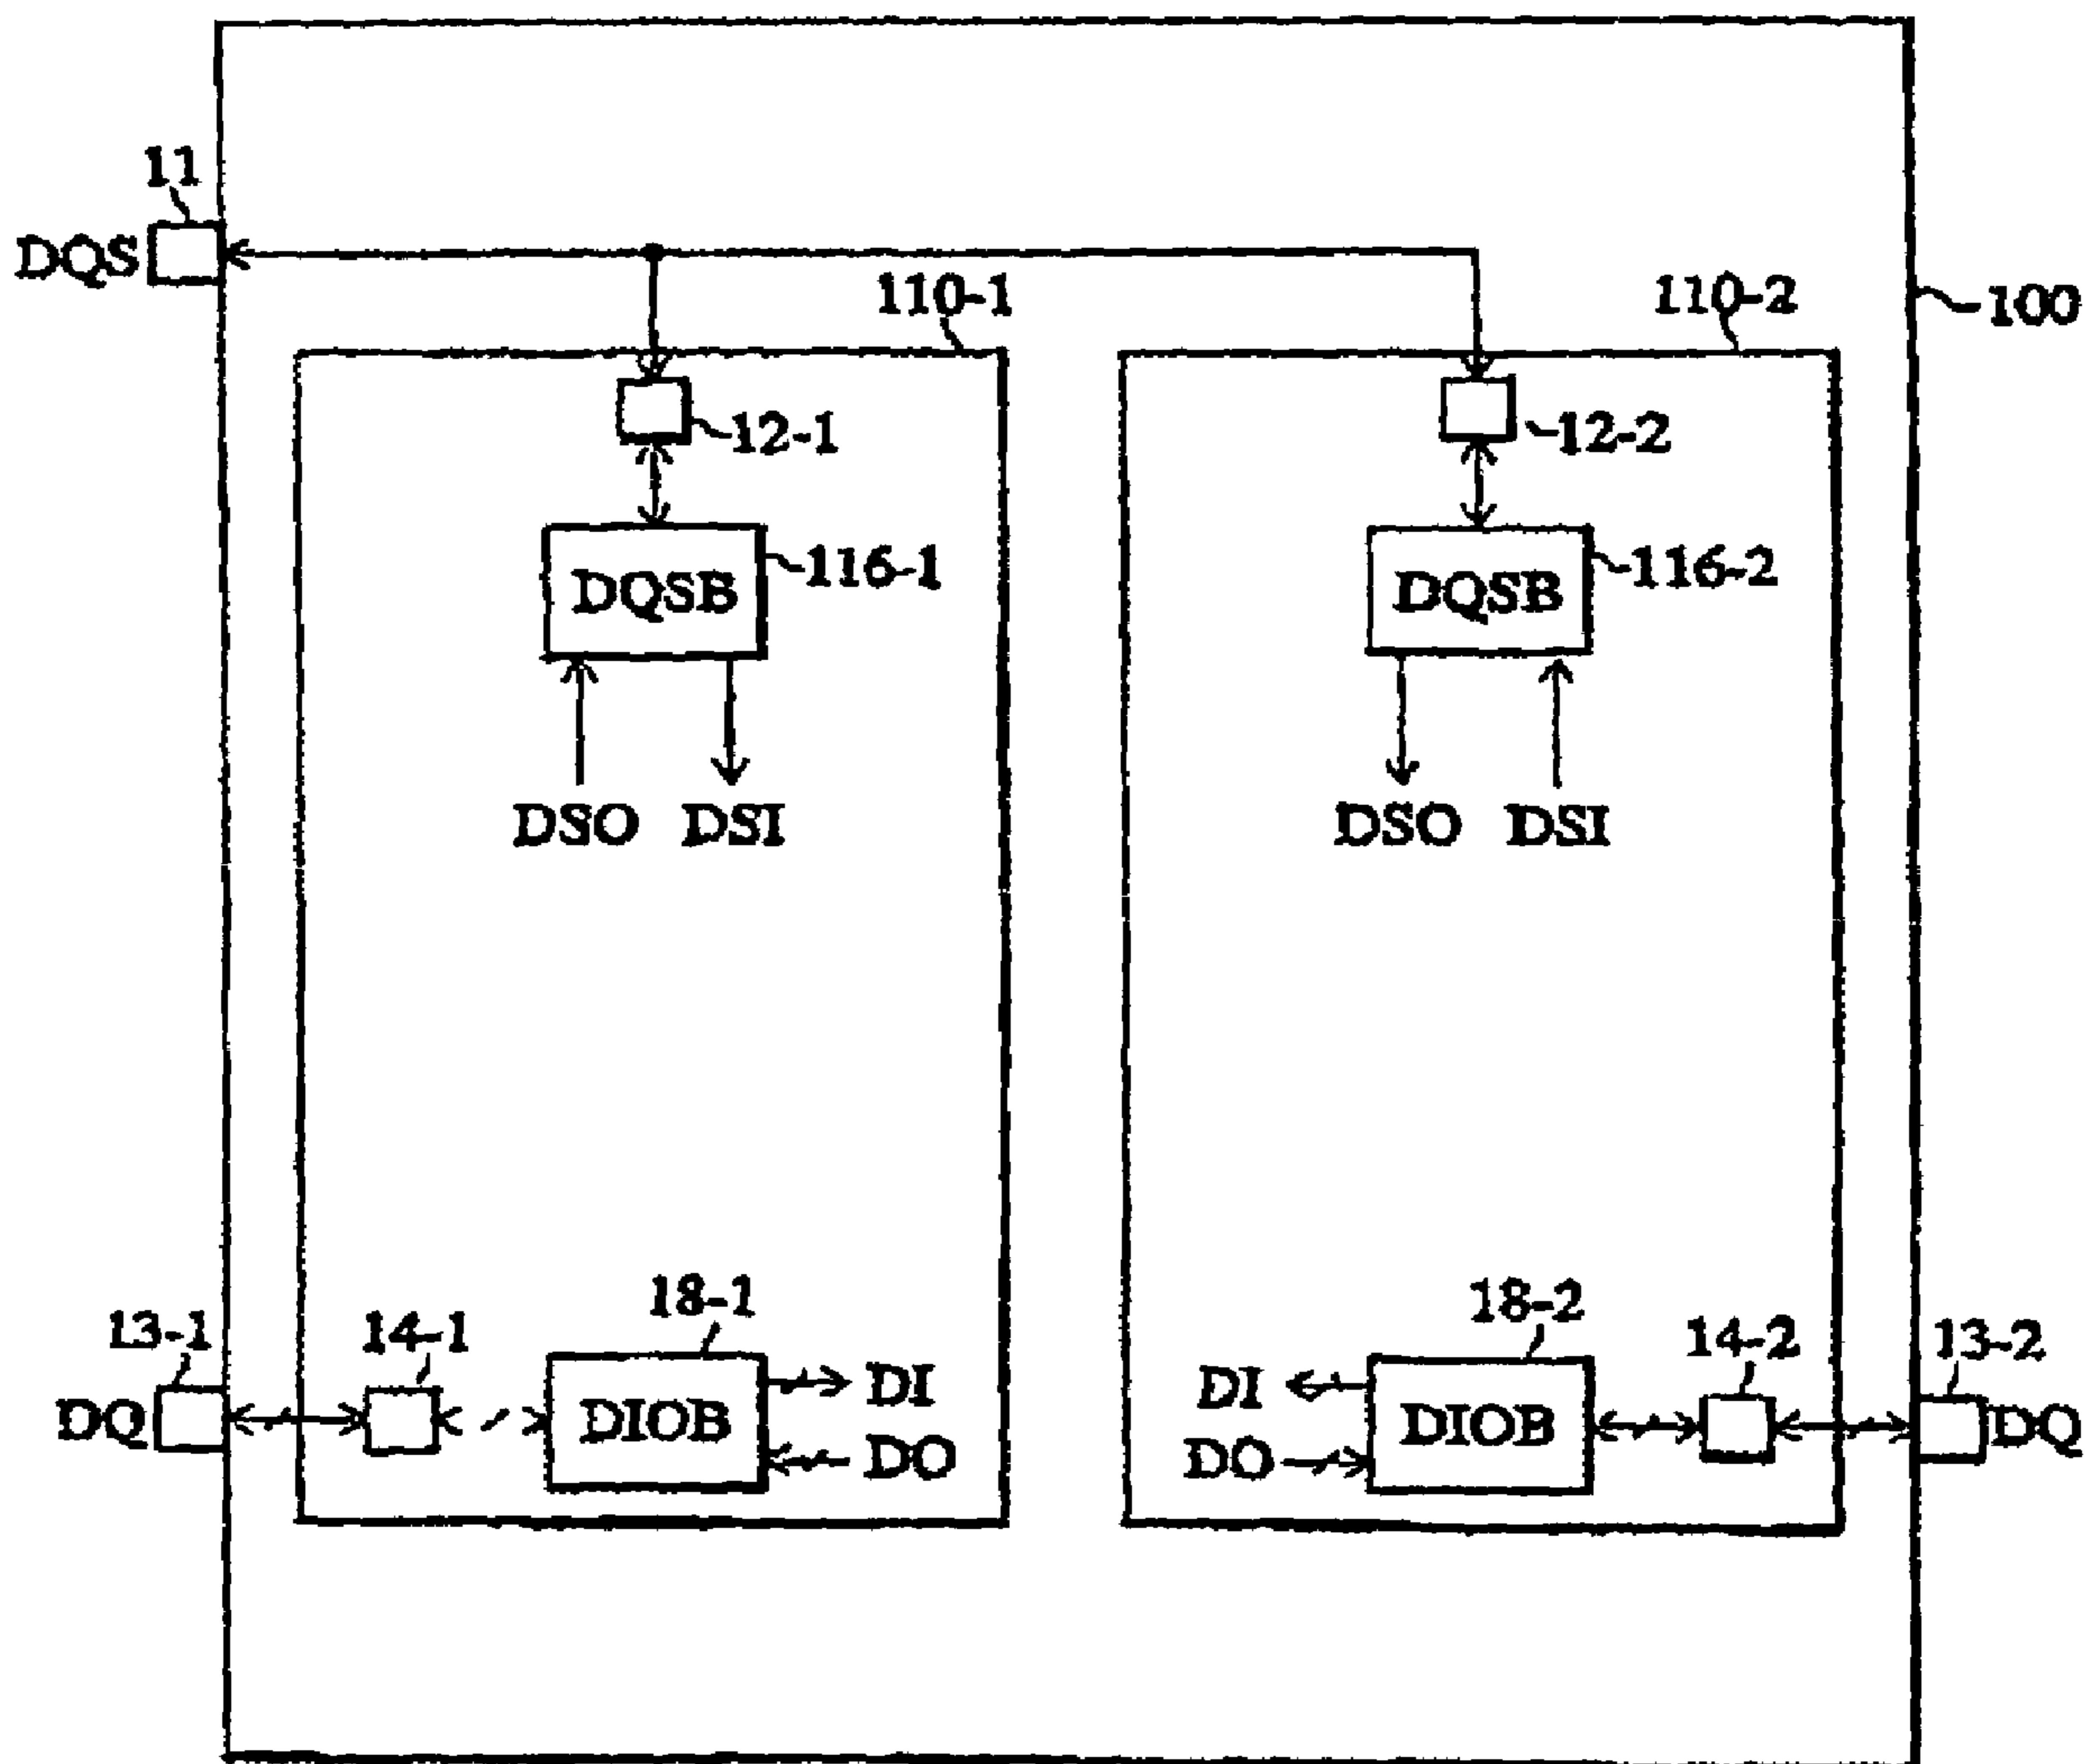 11
DQS
110-1
110-2
100
12-1
12-2
DQSB
116-1
DQSB
116-2
DSO DSI
DSO DSI
13-1
14-1
18-1
18-2
14-2
13-2
DQ
DIOB
DI
DO
DI
DO
DIOB
DQ